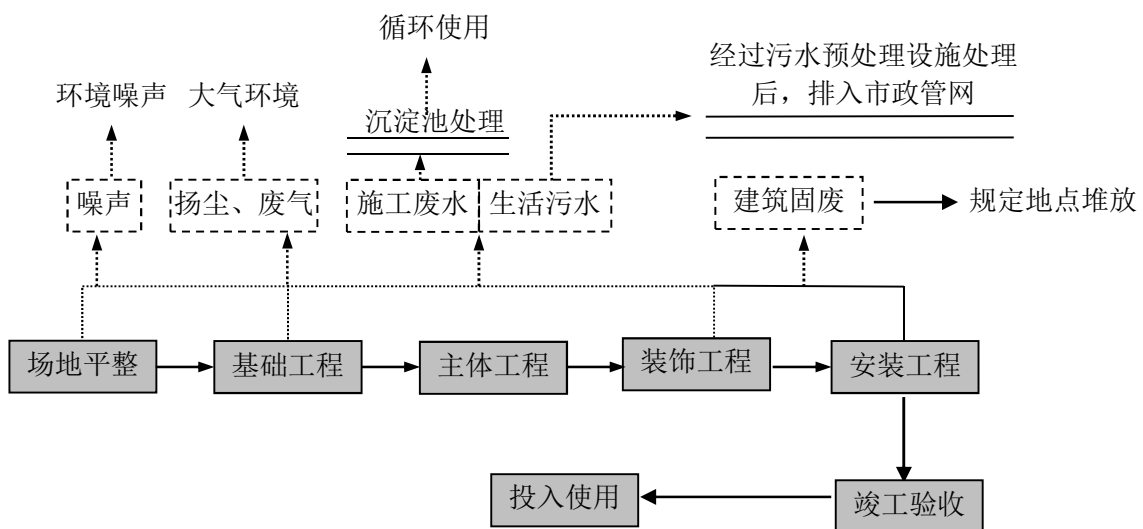 循环使用
经过污水预处理设施处理
后，排入市政管网
环境噪声
大气环境
沉淀池处理
噪声
扬尘、废气
施工废水
生活污水
建筑固废
规定地点堆放
场地平整
基础工程
主体工程
装饰工程
安装工程
投入使用
竣工验收